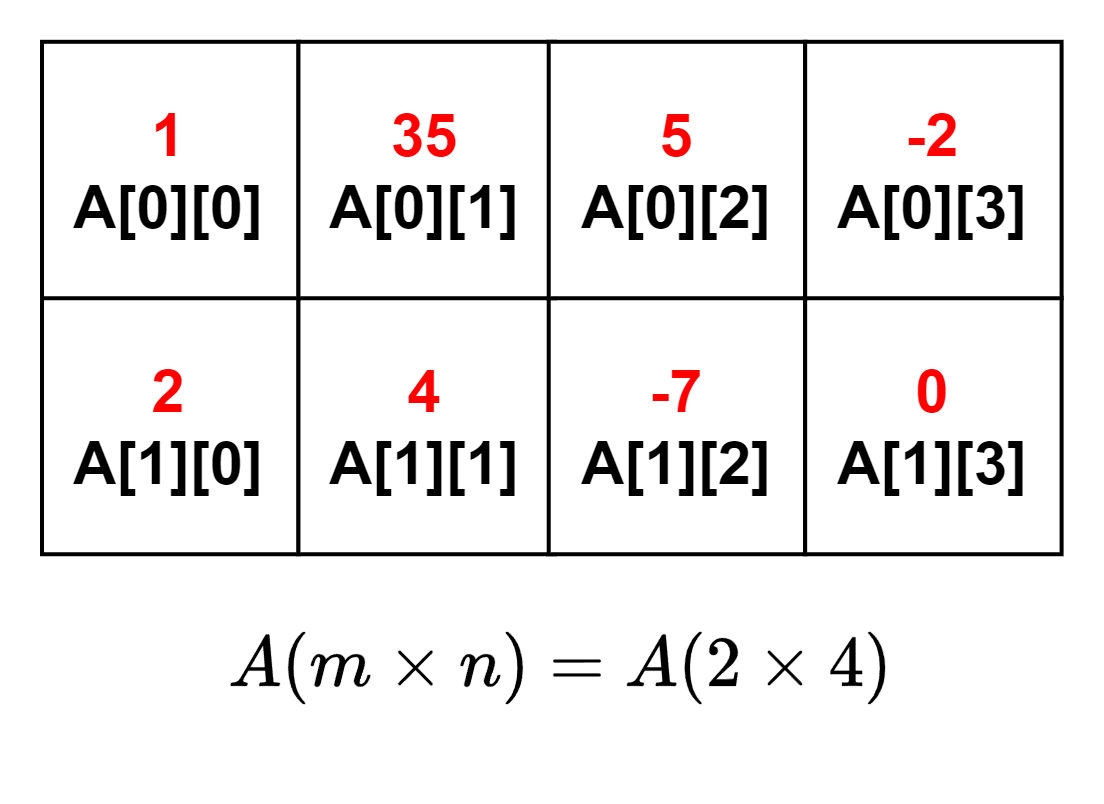 1 35 5 -2
A[0][0] A[0][1] A[0][2] A[0][3]
2 4 -7 0
A[1][0] A[1][1] A[1][2] A[1][3]
A(m × n) = A(2 × 4)